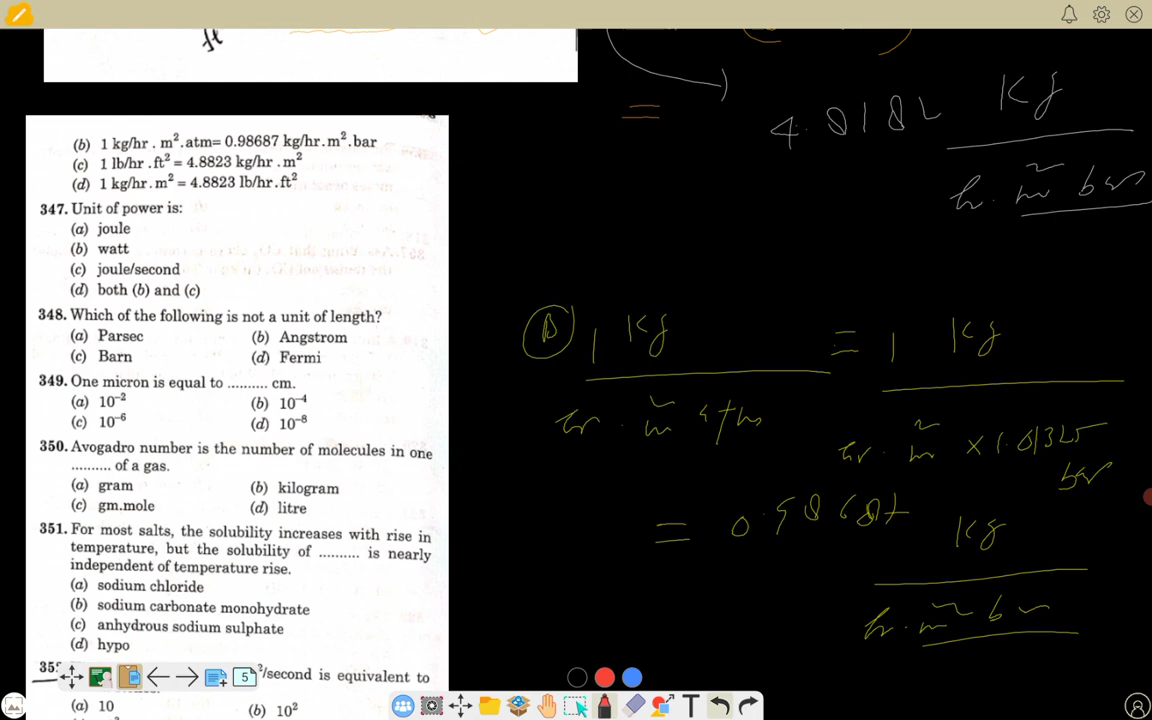 ft
=
4.8182 Kg
hr. m² bar
(b) 1 kg/hr . m².atm= 0.98687 kg/hr.m².bar
(c) 1 lb/hr .ft² = 4.8823 kg/hr .m²
(d) 1 kg/hr.m² = 4.8823 lb/hr.ft²
347. Unit of power is:
(a) joule
(b) watt
(c) joule/second
(d) both (b) and (c)
348. Which of the following is not a unit of length?
(a) Parsec (b) Angstrom
(c) Barn (d) Fermi
349. One micron is equal to .......... cm.
(a) 10⁻² (b) 10⁻⁴
(c) 10⁻⁶ (d) 10⁻⁸
350. Avogadro number is the number of molecules in one
.......... of a gas.
(a) gram (b) kilogram
(c) gm.mole (d) litre
351. For most salts, the solubility increases with rise in
temperature, but the solubility of .......... is nearly
independent of temperature rise.
(a) sodium chloride
(b) sodium carbonate monohydrate
(c) anhydrous sodium sulphate
(d) hypo
35 ²/second is equivalent to
(a) 10 (b) 10²
(B) 1 Kg = 1 Kg
hr. m² atm hr. m² × 1.01325
bar
= 0.98687 Kg
hr. m² bar
5
T